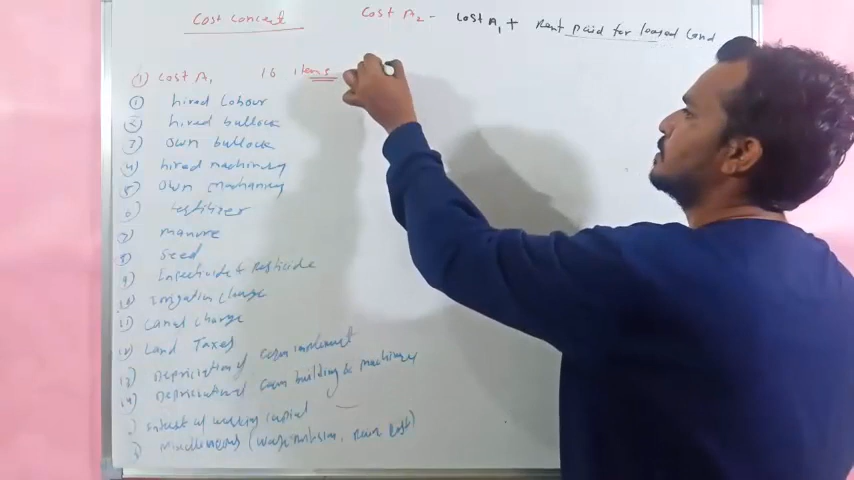 Cost Concept
Cost A2 - Cost A1 + Rent paid for leased land
① Cost A1 16 items
① hired labour
2) hired bullock
3) own bullock
4) hired machinery
5) own machinery
6) fertilizer
7) manure
8) seed
9) Insecticide & Pesticide
10) Irrigation charge
11) canal charge
12) Land Taxes
13) Depriciation of farm implement
14) Depriciation of farm building & machinery
) Interest of working capital
) Miscllenious (